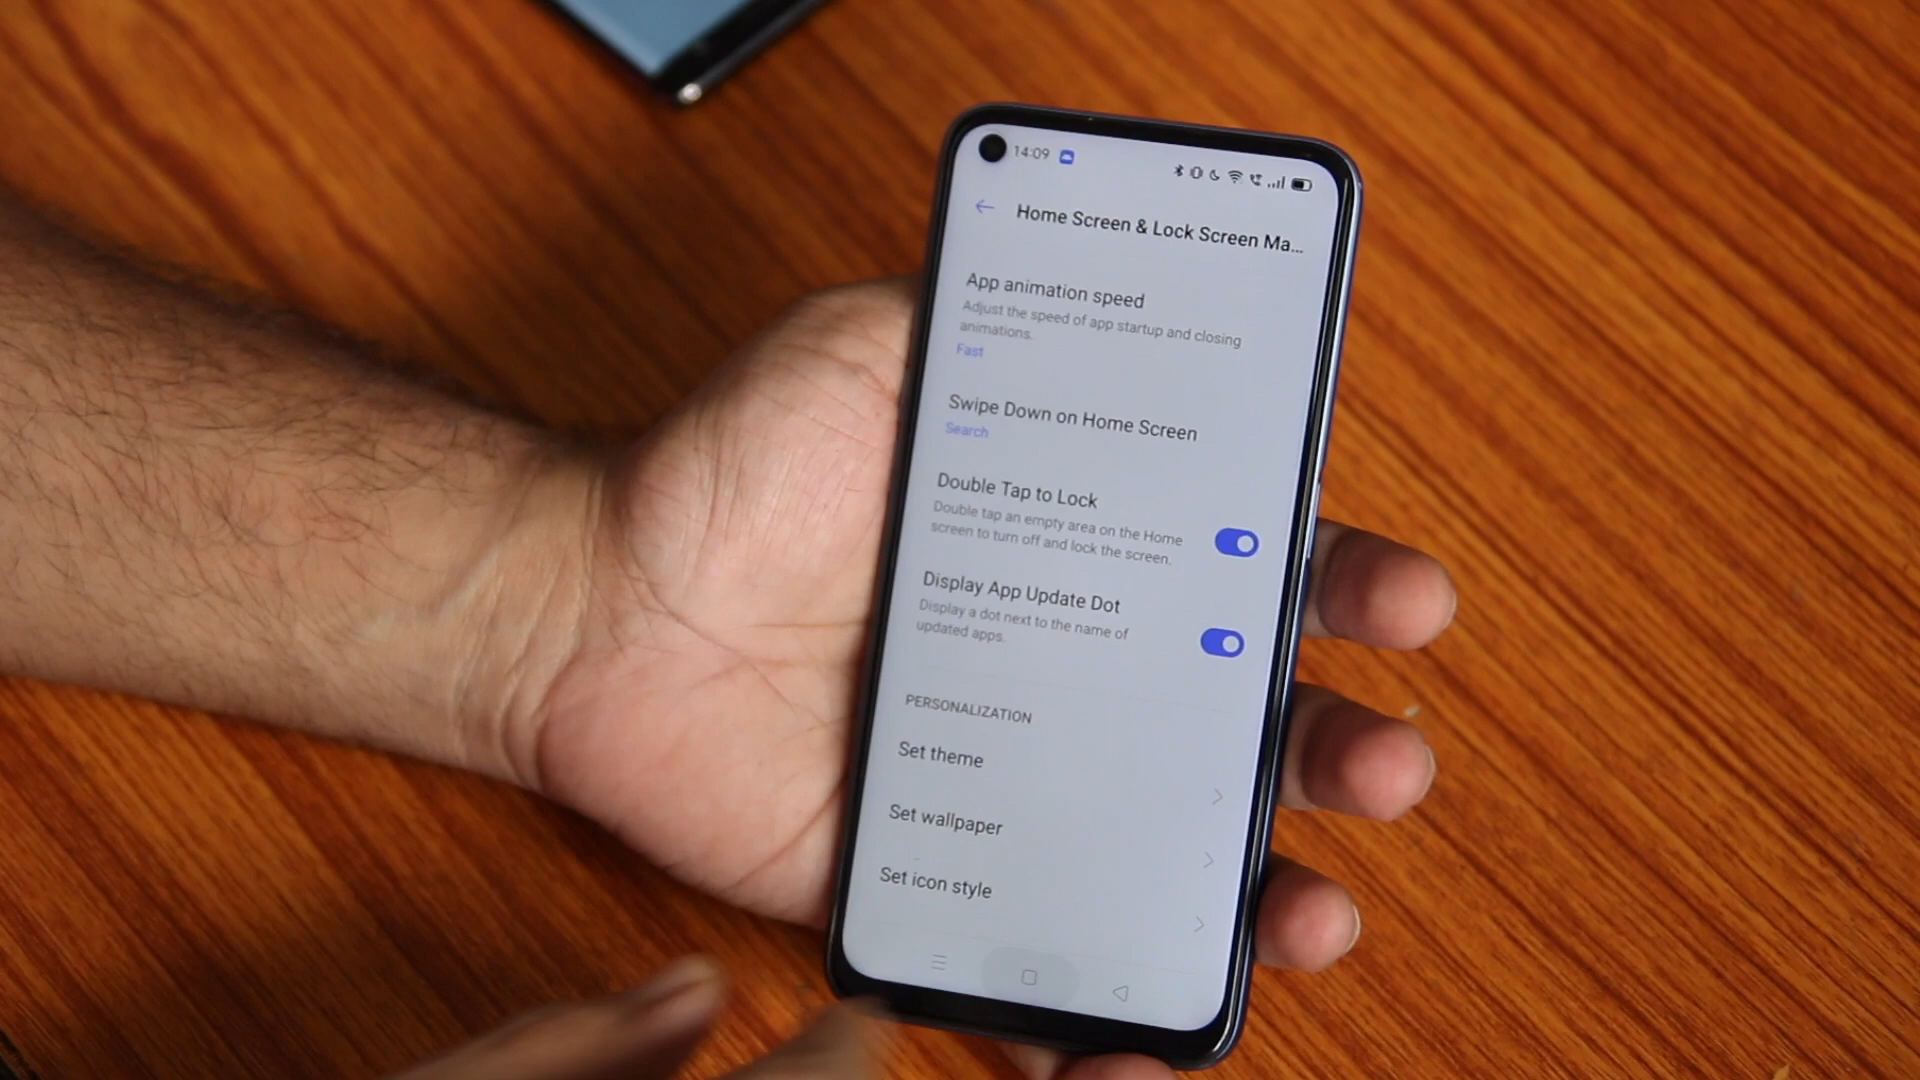 14:09
Home Screen & Lock Screen Ma...
App animation speed
Adjust the speed of app startup and closing
animations.
Fast
Swipe Down on Home Screen
Search
Double Tap to Lock
Double tap an empty area on the Home
screen to turn off and lock the screen.
Display App Update Dot
Display a dot next to the name of
updated apps.
PERSONALIZATION
Set theme
Set wallpaper
Set icon style